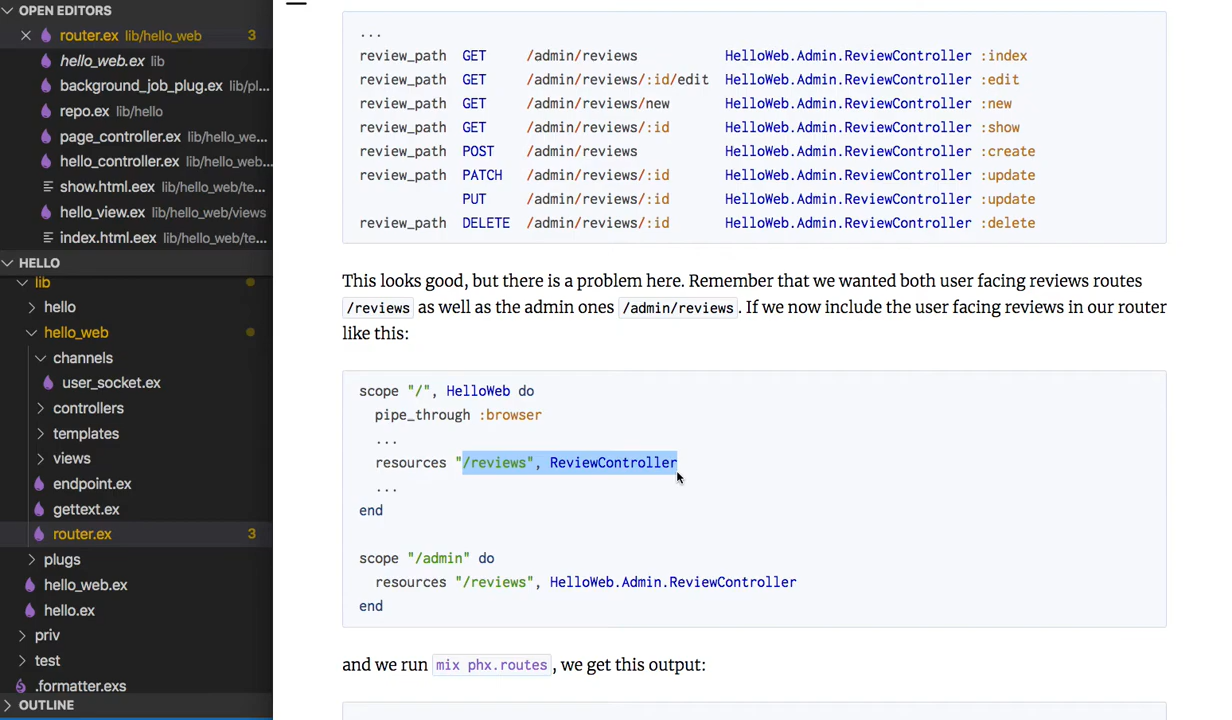 OPEN EDITORS
router.ex lib/hello_web 3
hello_web.ex lib
background_job_plug.ex lib/pl...
repo.ex lib/hello
page_controller.ex lib/hello_we...
hello_controller.ex lib/hello_web...
show.html.eex lib/hello_web/te...
hello_view.ex lib/hello_web/views
index.html.eex lib/hello_web/te...
HELLO
lib
hello
hello_web
channels
user_socket.ex
controllers
templates
views
endpoint.ex
gettext.ex
router.ex 3
plugs
hello_web.ex
hello.ex
priv
test
.formatter.exs
OUTLINE
...
review_path GET /admin/reviews HelloWeb.Admin.ReviewController :index
review_path GET /admin/reviews/:id/edit HelloWeb.Admin.ReviewController :edit
review_path GET /admin/reviews/new HelloWeb.Admin.ReviewController :new
review_path GET /admin/reviews/:id HelloWeb.Admin.ReviewController :show
review_path POST /admin/reviews HelloWeb.Admin.ReviewController :create
review_path PATCH /admin/reviews/:id HelloWeb.Admin.ReviewController :update
PUT /admin/reviews/:id HelloWeb.Admin.ReviewController :update
review_path DELETE /admin/reviews/:id HelloWeb.Admin.ReviewController :delete
This looks good, but there is a problem here. Remember that we wanted both user facing reviews routes
/reviews as well as the admin ones /admin/reviews. If we now include the user facing reviews in our router
like this:
scope "/", HelloWeb do
pipe_through :browser
...
resources "/reviews", ReviewController
...
end
scope "/admin" do
resources "/reviews", HelloWeb.Admin.ReviewController
end
and we run mix phx.routes, we get this output: